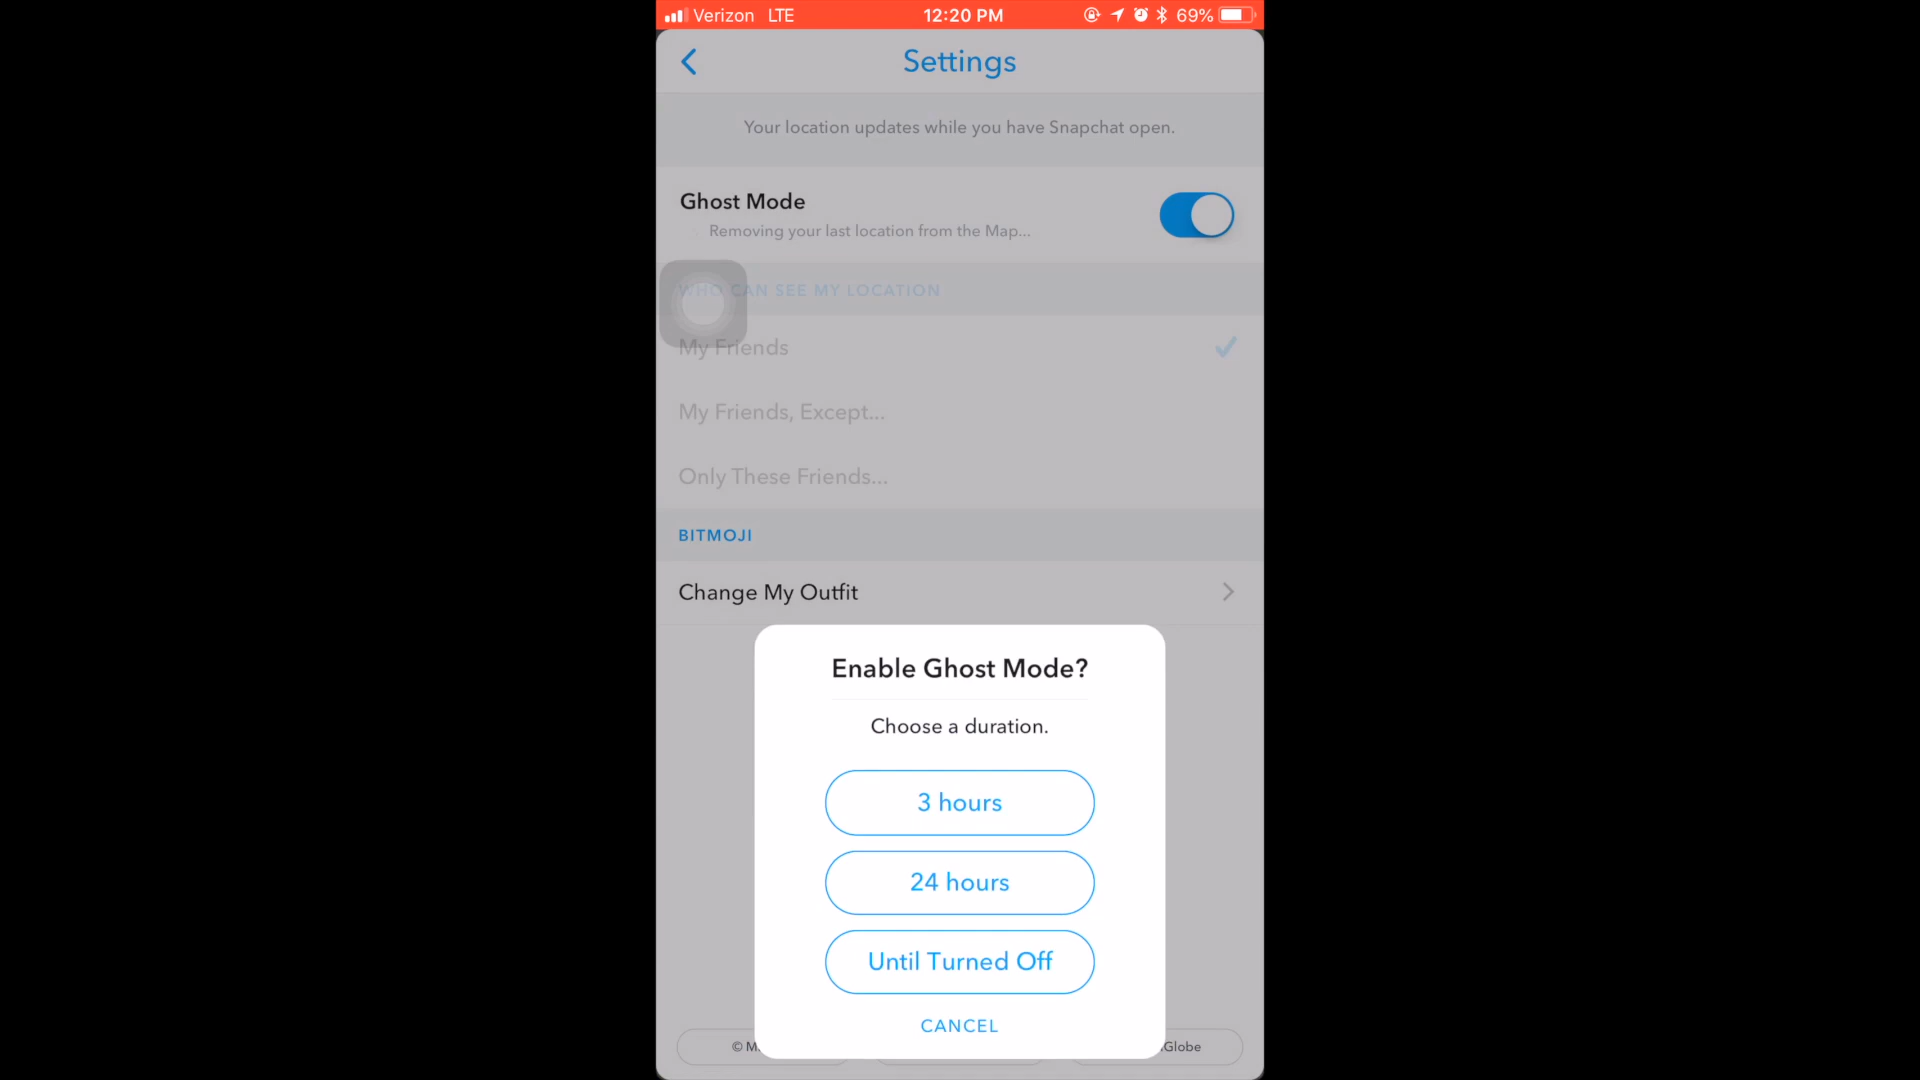 Verizon LTE 12:20 PM 69%
Settings
Your location updates while you have Snapchat open.
Ghost Mode
Removing your last location from the Map...
WHO CAN SEE MY LOCATION
My Friends
My Friends, Except...
Only These Friends...
BITMOJI
Change My Outfit
Enable Ghost Mode?
Choose a duration.
3 hours
24 hours
Until Turned Off
CANCEL
© M Globe